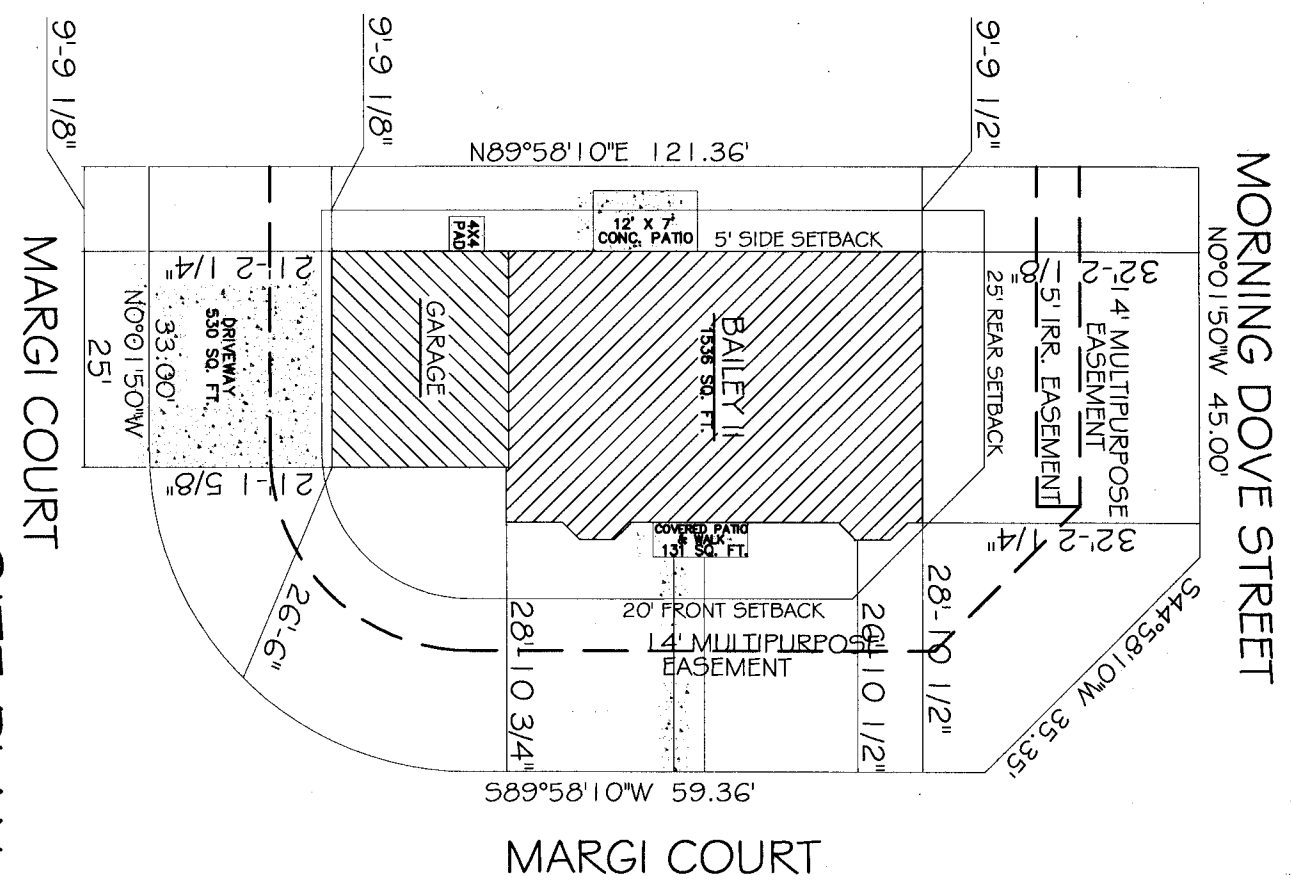 9'-9 1/8"
9'-9 1/8"
9'-9 1/2"
N89°58'10"E 121.36'
MORNING DOVE STREET
N0°01'50"W 45.00'
12' X 7'
CONC. PATIO
4X4
PAD
5' SIDE SETBACK
25' REAR SETBACK
32'-2 1/8"
14' MULTIPURPOSE
EASEMENT
5' IRR. EASEMENT
32'-2 1/4"
MARGI COURT
25'
N0°01'50"W
33.00'
21'-2 1/4"
DRIVEWAY
530 SQ. FT.
21'-1 5/8"
GARAGE
BAILEY II
1536 SQ. FT.
COVERED PATIO
& WALK
131 SQ. FT.
26'-6"
28'-10 3/4"
20' FRONT SETBACK
14' MULTIPURPOSE
EASEMENT
26'-10 1/2"
28'-10 1/2"
S44°58'10"W 35.35'
S89°58'10"W 59.36'
MARGI COURT